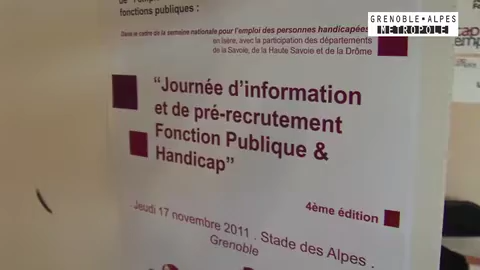 GRENOBLE•ALPES
MÉTROPOLE
fonctions publiques :
Dans le cadre de la semaine nationale pour l'emploi des personnes handicapées
en Isère, avec la participation des départements
de la Savoie, de la Haute Savoie et de la Drôme
"Journée d'information
et de pré-recrutement
Fonction Publique &
Handicap"
4ème édition
Jeudi 17 novembre 2011 . Stade des Alpes .
Grenoble